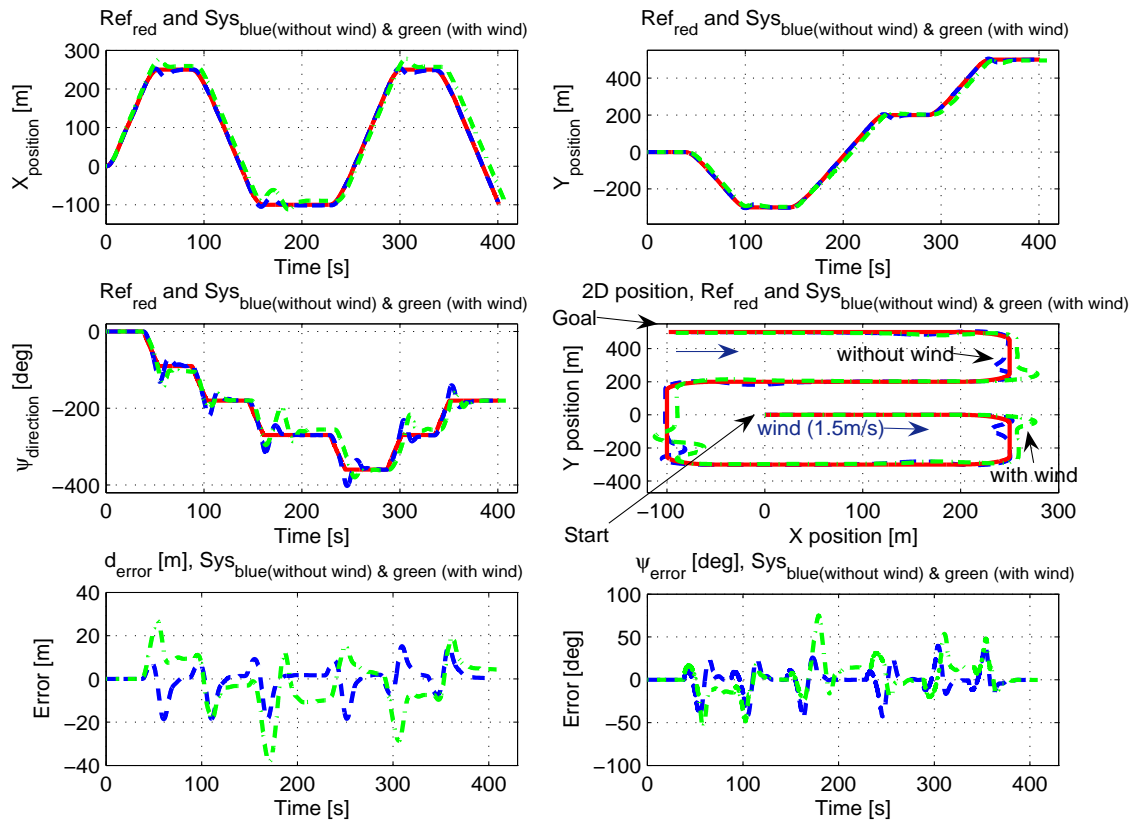 Ref_red and Sys_blue(without wind) & green (with wind)
300
200
100
0
−100
X_position [m]
0 100 200 300 400
Time [s]
Ref_red and Sys_blue(without wind) & green (with wind)
400
200
0
−200
Y_position [m]
0 100 200 300 400
Time [s]
Ref_red and Sys_blue(without wind) & green (with wind)
0
−200
−400
ψ_direction [deg]
0 100 200 300 400
Time [s]
2D position, Ref_red and Sys_blue(without wind) & green (with wind)
Goal
400
200
0
−200
−400
Y position [m]
without wind
wind (1.5m/s)
with wind
−100 0 100 200 300
Start
X position [m]
d_error [m], Sys_blue(without wind) & green (with wind)
40
20
0
−20
−40
Error [m]
0 100 200 300 400
Time [s]
ψ_error [deg], Sys_blue(without wind) & green (with wind)
100
50
0
−50
−100
Error [deg]
0 100 200 300 400
Time [s]